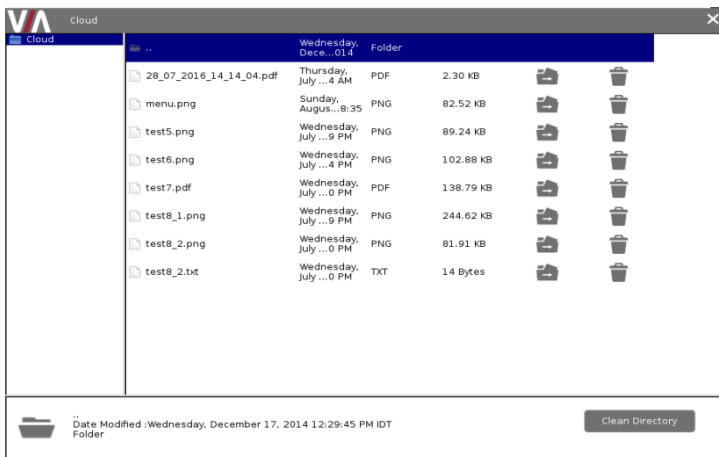 VIA Cloud
Cloud
.. Wednesday, Dece...014 Folder
28_07_2016_14_14_04.pdf Thursday, July ...4 AM PDF 2.30 KB
menu.png Sunday, Augus...8:35 PNG 82.52 KB
test5.png Wednesday, July ...9 PM PNG 89.24 KB
test6.png Wednesday, July ...4 PM PNG 102.88 KB
test7.pdf Wednesday, July ...0 PM PDF 138.79 KB
test8_1.png Wednesday, July ...9 PM PNG 244.62 KB
test8_2.png Wednesday, July ...0 PM PNG 81.91 KB
test8_2.txt Wednesday, July ...0 PM TXT 14 Bytes
..
Date Modified :Wednesday, December 17, 2014 12:29:45 PM IDT
Folder
Clean Directory